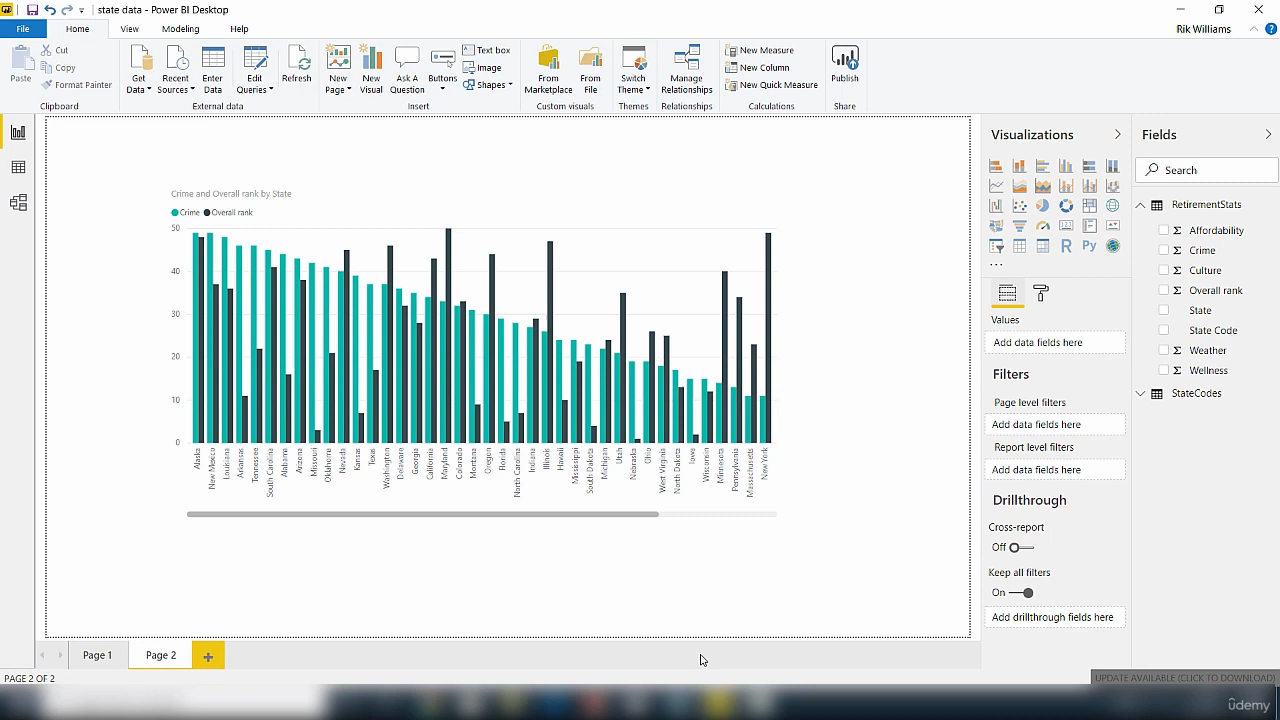 state data - Power BI Desktop
File Home View Modeling Help Rik Williams
Paste
Cut
Copy
Format Painter
Clipboard
Get Data
Recent Sources
Enter Data
Edit Queries
Refresh
External data
New Page
New Visual
Ask A Question
Buttons
Text box
Image
Shapes
Insert
From Marketplace
From File
Custom visuals
Switch Theme
Themes
Manage Relationships
Relationships
New Measure
New Column
New Quick Measure
Calculations
Publish
Share
Crime and Overall rank by State
Crime Overall rank
50
40
30
20
10
0
Alaska
New Mexico
Louisiana
Arkansas
Tennessee
South Carolina
Alabama
Arizona
Missouri
Oklahoma
Nevada
Kansas
Texas
Washington
Delaware
Georgia
California
Maryland
Colorado
Montana
Oregon
Florida
North Carolina
Indiana
Illinois
Hawaii
Mississippi
South Dakota
Michigan
Utah
Nebraska
Ohio
West Virginia
North Dakota
Iowa
Wisconsin
Minnesota
Pennsylvania
Massachusetts
New York
Visualizations
R Py
Values
Add data fields here
Filters
Page level filters
Add data fields here
Report level filters
Add data fields here
Drillthrough
Cross-report
Off
Keep all filters
On
Add drillthrough fields here
Fields
Search
RetirementStats
Affordability
Crime
Culture
Overall rank
State
State Code
Weather
Wellness
StateCodes
Page 1 Page 2
PAGE 2 OF 2
UPDATE AVAILABLE (CLICK TO DOWNLOAD)
ûdemy